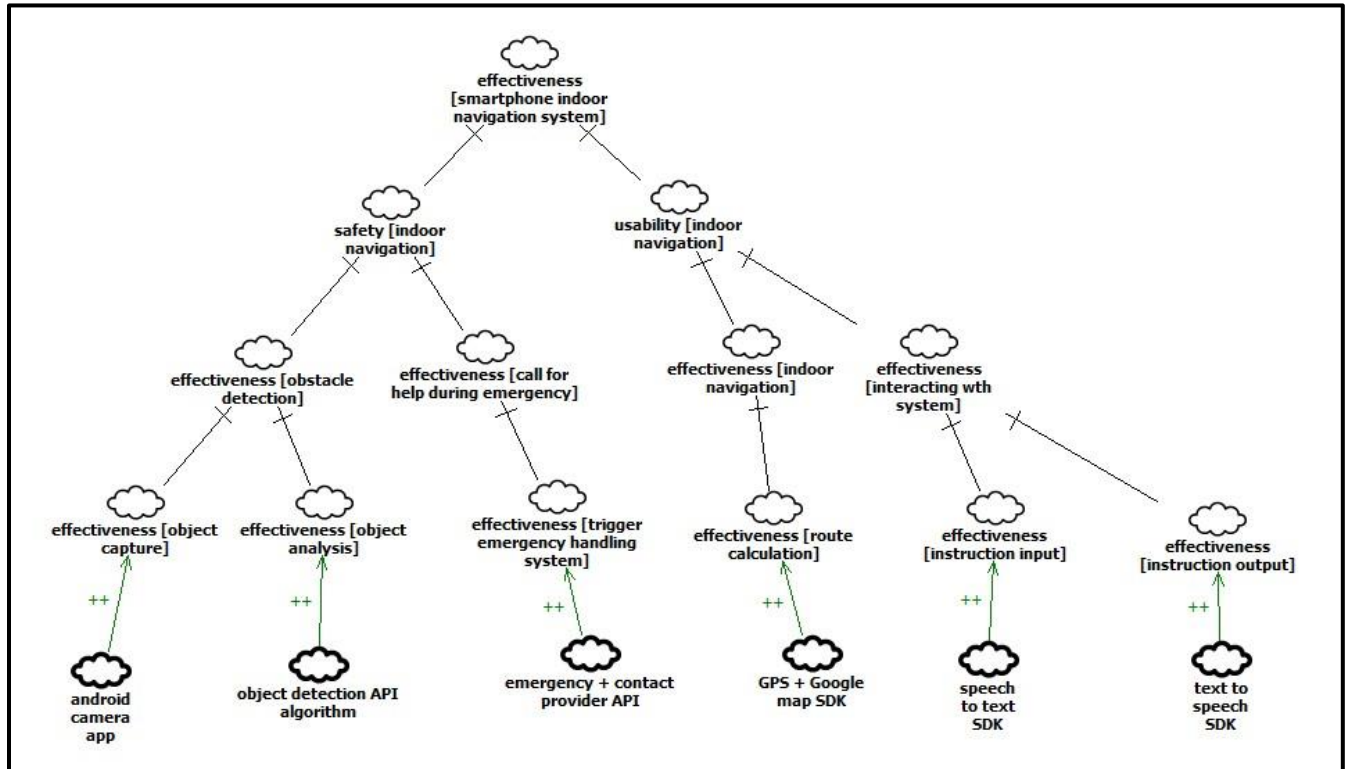 effectiveness
[smartphone indoor
navigation system]
safety [indoor
navigation]
usability [indoor
navigation]
effectiveness [obstacle
detection]
effectiveness [call for
help during emergency]
effectiveness [indoor
navigation]
effectiveness
[interacting wth
system]
effectiveness [object
capture]
effectiveness [object
analysis]
effectiveness [trigger
emergency handling
system]
effectiveness [route
calculation]
effectiveness
[instruction input]
effectiveness
[instruction output]
++
++
++
++
++
++
android
camera
app
object detection API
algorithm
emergency + contact
provider API
GPS + Google
map SDK
speech
to text
SDK
text to
speech
SDK